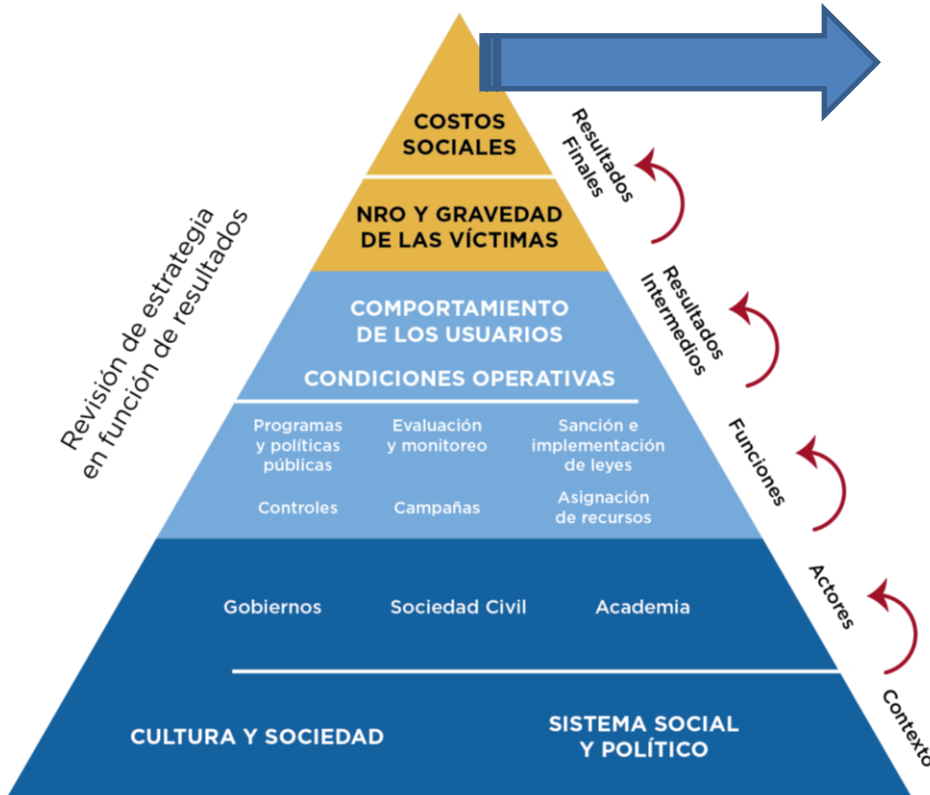 COSTOS
SOCIALES
Resultados
Finales
NRO Y GRAVEDAD
DE LAS VÍCTIMAS
Revisión de estrategia
en función de resultados
Resultados
Intermedios
COMPORTAMIENTO
DE LOS USUARIOS
CONDICIONES OPERATIVAS
Programas
y políticas
públicas
Evaluación
y monitoreo
Sanción e
implementación
de leyes
Funciones
Controles
Campañas
Asignación
de recursos
Gobiernos
Sociedad Civil
Academia
Actores
CULTURA Y SOCIEDAD
SISTEMA SOCIAL
Y POLÍTICO
Contexto